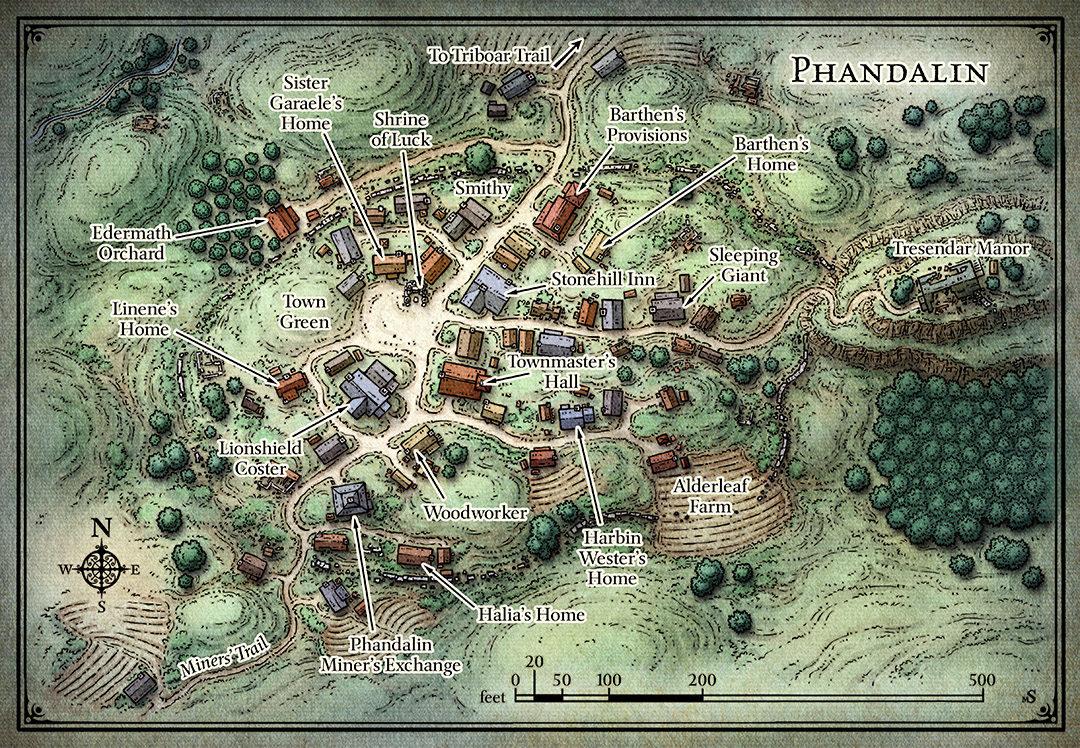 To Triboar Trail
PHANDALIN
Sister
Garaele's
Home
Shrine
of Luck
Barthen's
Provisions
Barthen's
Home
Smithy
Edermath
Orchard
Tresendar Manor
Sleeping
Giant
Stonehill Inn
Town
Green
Linene's
Home
Townmaster's
Hall
Lionshield
Coster
Woodworker
Alderleaf
Farm
Harbin
Wester's
Home
N
W
E
S
Halia's Home
Phandalin
Miner's Exchange
Miners' Trail
20
feet 0 50 100 200 500